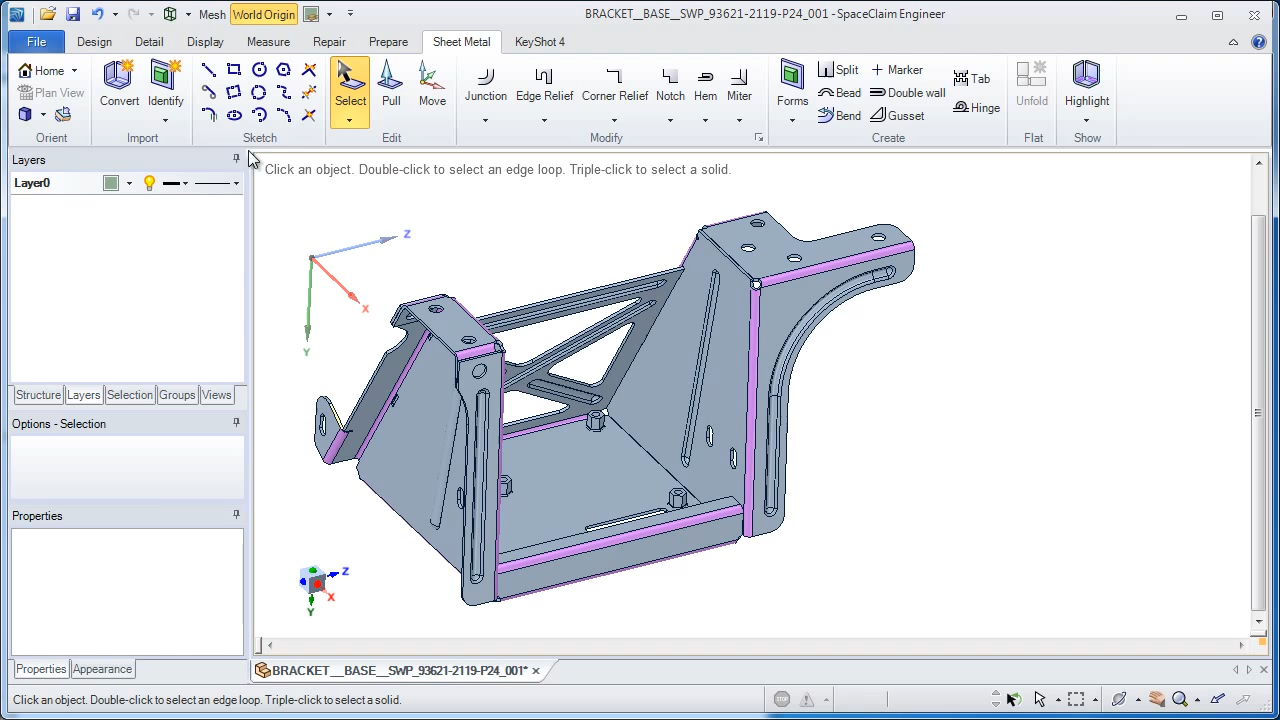 Mesh World Origin BRACKET__BASE_SWP_93621-2119-P24_001 - SpaceClaim Engineer
File Design Detail Display Measure Repair Prepare Sheet Metal KeyShot 4
Home Split Marker Tab
Plan View Convert Identify Select Pull Move Junction Edge Relief Corner Relief Notch Hem Miter Forms Bead Double wall Unfold Highlight
Bend Gusset Hinge
Orient Import Sketch Edit Modify Create Flat Show
Layers
Click an object. Double-click to select an edge loop. Triple-click to select a solid.
Layer0
Z
X
Y
Structure Layers Selection Groups Views
Options - Selection
Properties
Z
X
Y
Properties Appearance
BRACKET__BASE_SWP_93621-2119-P24_001*
Click an object. Double-click to select an edge loop. Triple-click to select a solid.